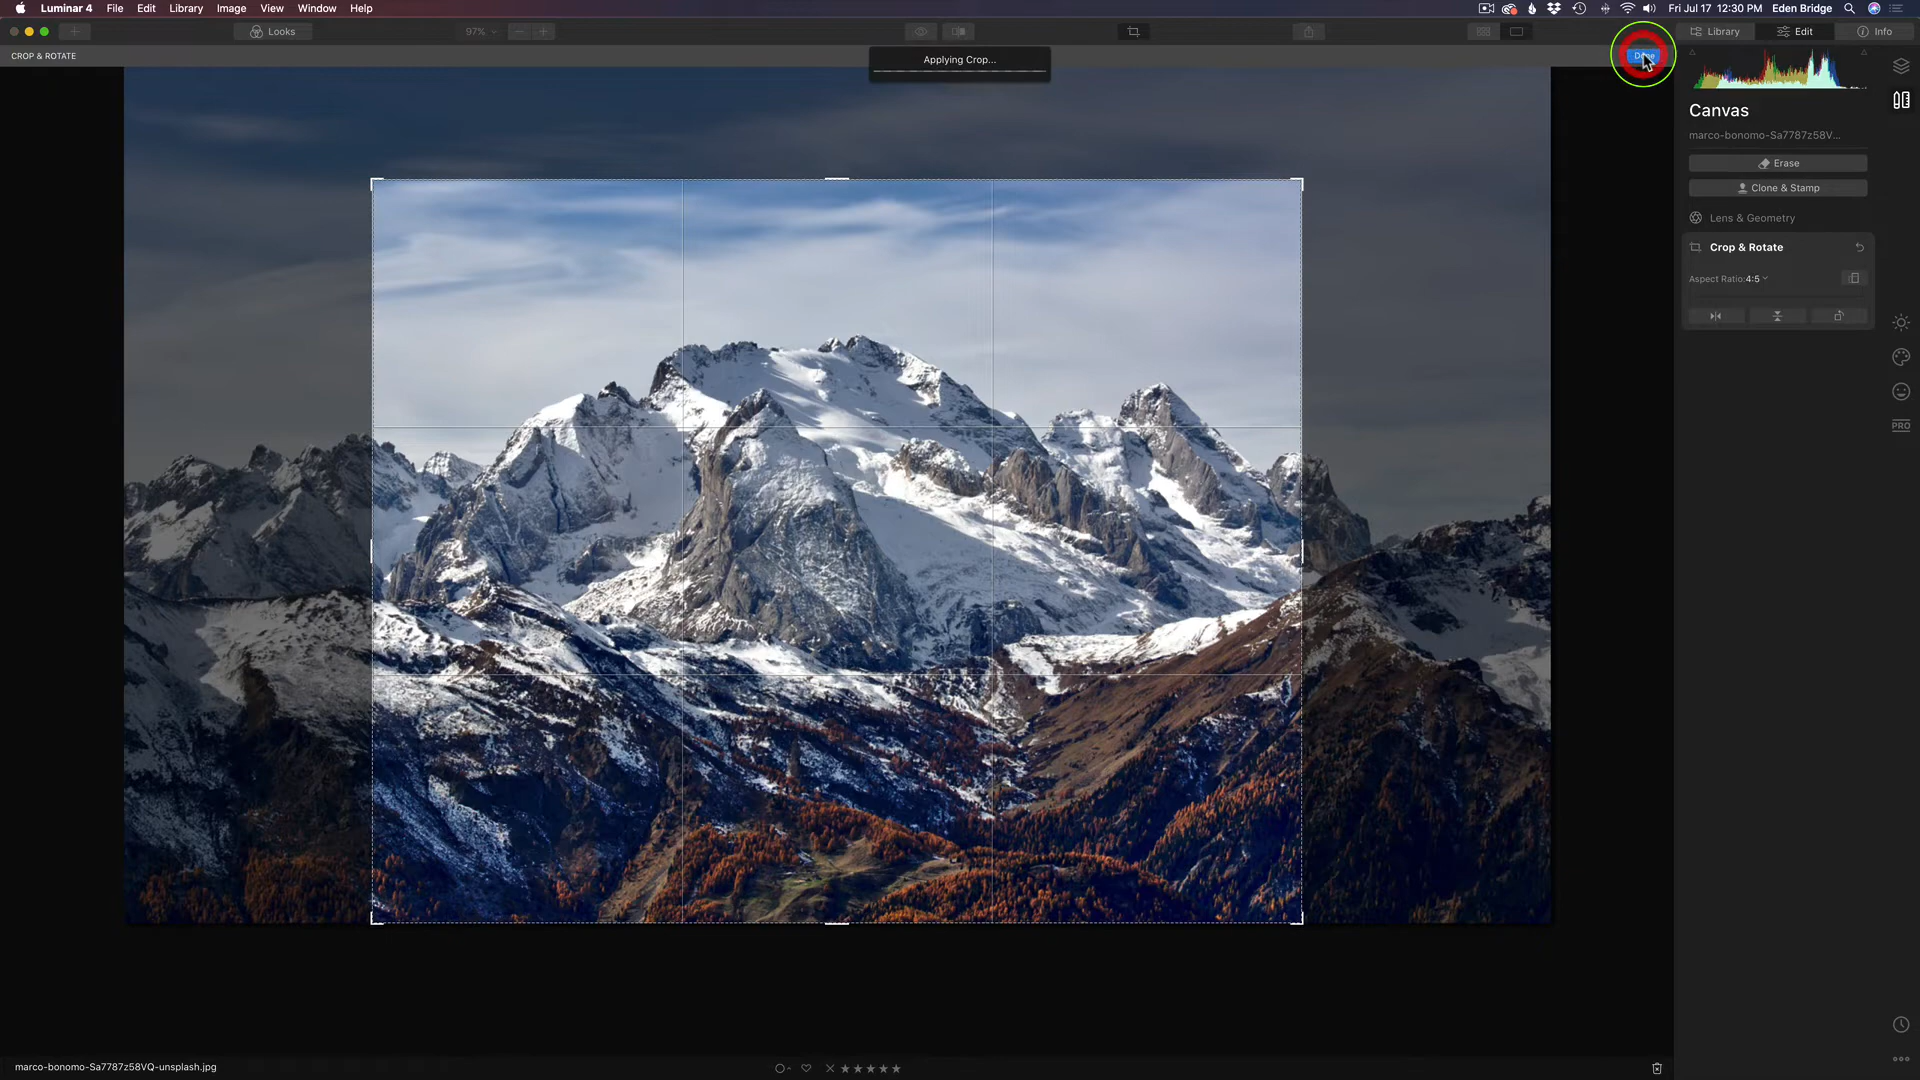 Luminar 4 File Edit Library Image View Window Help Fri Jul 17 12:30 PM Eden Bridge
Looks 97% Library Edit Info
CROP & ROTATE Applying Crop... Done
Canvas
marco-bonomo-Sa7787z58V...
Erase
Clone & Stamp
Lens & Geometry
Crop & Rotate
Aspect Ratio: 4:5
PRO
marco-bonomo-Sa7787z58VQ-unsplash.jpg